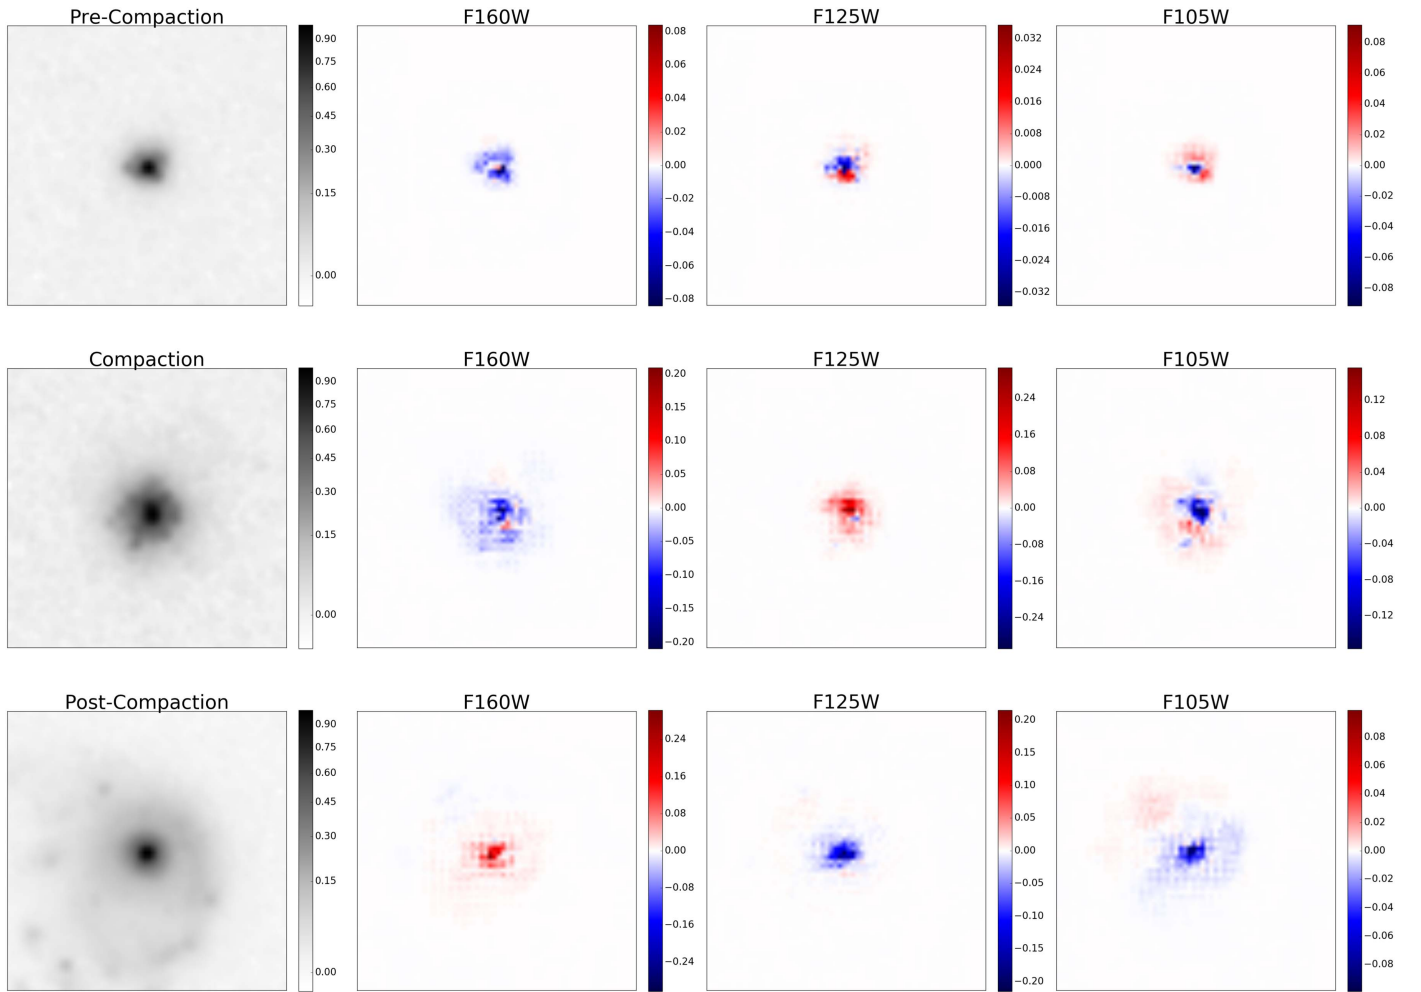 Pre-Compaction F160W F125W F105W
0.90 0.75 0.60 0.45 0.30 0.15 0.00
0.08 0.06 0.04 0.02 0.00 −0.02 −0.04 −0.06 −0.08
0.032 0.024 0.016 0.008 0.000 −0.008 −0.016 −0.024 −0.032
0.08 0.06 0.04 0.02 0.00 −0.02 −0.04 −0.06 −0.08
Compaction F160W F125W F105W
0.90 0.75 0.60 0.45 0.30 0.15 0.00
0.20 0.15 0.10 0.05 0.00 −0.05 −0.10 −0.15 −0.20
0.24 0.16 0.08 0.00 −0.08 −0.16 −0.24
0.12 0.08 0.04 0.00 −0.04 −0.08 −0.12
Post-Compaction F160W F125W F105W
0.90 0.75 0.60 0.45 0.30 0.15 0.00
0.24 0.16 0.08 0.00 −0.08 −0.16 −0.24
0.20 0.15 0.10 0.05 0.00 −0.05 −0.10 −0.15 −0.20
0.08 0.06 0.04 0.02 0.00 −0.02 −0.04 −0.06 −0.08